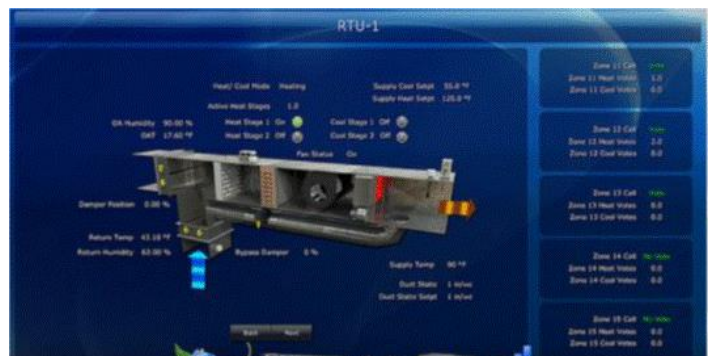 RTU-1
Heat/ Cool Mode Heating
Supply Cool Setpt 55.0 °F
Supply Heat Setpt 125.0 °F
Active Heat Stages 1.0
OA Humidity 90.00 %
Heat Stage 1 On
Cool Stage 1 Off
OAT 17.60 °F
Heat Stage 2 Off
Cool Stage 2 Off
Fan Status On
Damper Position 0.00 %
Return Temp 43.10 °F
Return Humidity 63.00 %
Bypass Damper 0 %
Supply Temp 90 °F
Duct Static 1 in/wc
Duct Static Setpt 1 in/wc
Back Next
Zone 11 Call
Zone 11 Heat Votes 1.0
Zone 11 Cool Votes 0.0
Zone 12 Call
Zone 12 Heat Votes 2.0
Zone 12 Cool Votes 0.0
Zone 13 Call
Zone 13 Heat Votes 0.0
Zone 13 Cool Votes 0.0
Zone 14 Call No Vote
Zone 14 Heat Votes 0.0
Zone 14 Cool Votes 0.0
Zone 15 Call No Vote
Zone 15 Heat Votes 0.0
Zone 15 Cool Votes 0.0